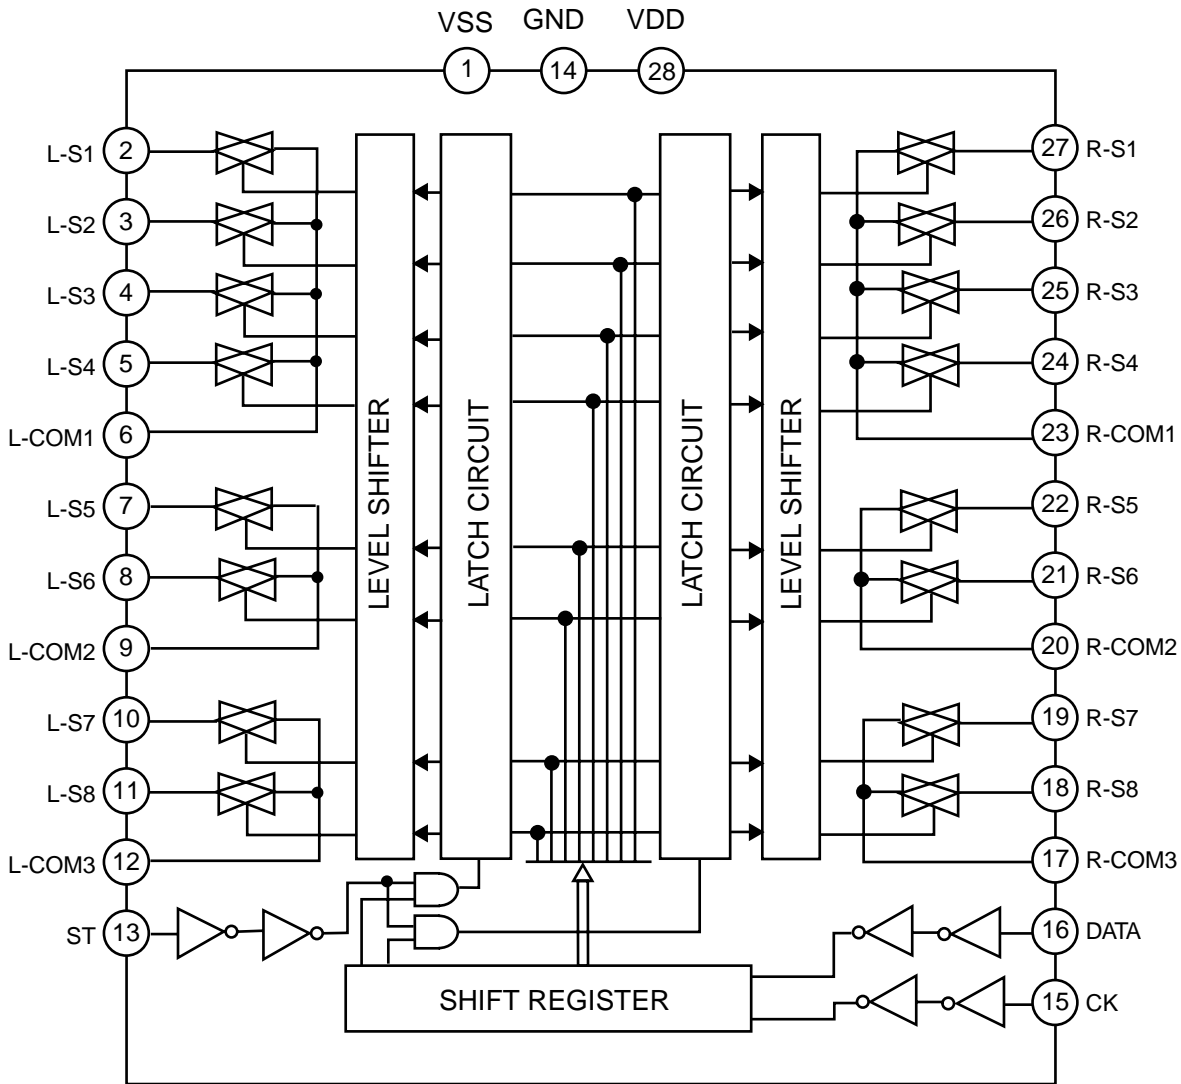 VSS GND VDD
1 14 28
L-S1 2
L-S2 3
L-S3 4
L-S4 5
L-COM1 6
L-S5 7
L-S6 8
L-COM2 9
L-S7 10
L-S8 11
L-COM3 12
ST 13
LEVEL SHIFTER
LATCH CIRCUIT
LATCH CIRCUIT
LEVEL SHIFTER
27 R-S1
26 R-S2
25 R-S3
24 R-S4
23 R-COM1
22 R-S5
21 R-S6
20 R-COM2
19 R-S7
18 R-S8
17 R-COM3
16 DATA
15 CK
SHIFT REGISTER